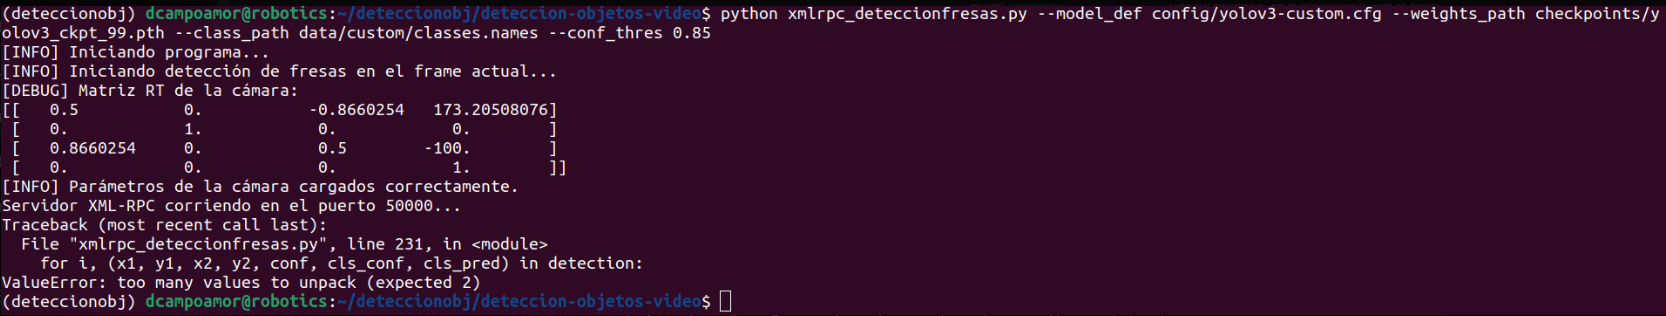 (deteccionobj) dcampoamor@robotics:~/deteccionobj/deteccion-objetos-video$ python xmlrpc_deteccionfresas.py --model_def config/yolov3-custom.cfg --weights_path checkpoints/y
olov3_ckpt_99.pth --class_path data/custom/classes.names --conf_thres 0.85
[INFO] Iniciando programa...
[INFO] Iniciando detección de fresas en el frame actual...
[DEBUG] Matriz RT de la cámara:
[[   0.5           0.           -0.8660254   173.20508076]
 [   0.            1.            0.            0.        ]
 [   0.8660254     0.            0.5        -100.        ]
 [   0.            0.            0.            1.        ]]
[INFO] Parámetros de la cámara cargados correctamente.
Servidor XML-RPC corriendo en el puerto 50000...
Traceback (most recent call last):
  File "xmlrpc_deteccionfresas.py", line 231, in <module>
    for i, (x1, y1, x2, y2, conf, cls_conf, cls_pred) in detection:
ValueError: too many values to unpack (expected 2)
(deteccionobj) dcampoamor@robotics:~/deteccionobj/deteccion-objetos-video$